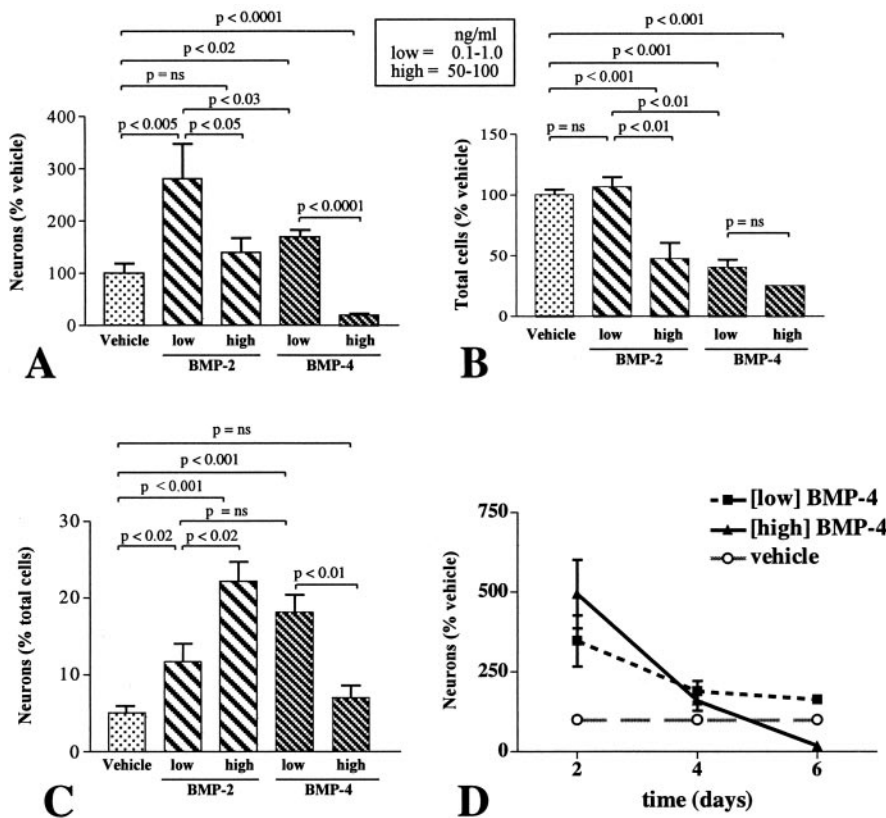 p < 0.0001
p < 0.02
p = ns
p < 0.03
p < 0.005
p < 0.05
p < 0.0001
Neurons (% vehicle)
400
300
200
100
0
Vehicle
low
high
low
high
BMP-2
BMP-4
A
ng/ml
low = 0.1-1.0
high = 50-100
p < 0.001
p < 0.001
p < 0.001
p < 0.01
p = ns
p < 0.01
p = ns
Total cells (% vehicle)
150
100
50
0
Vehicle
low
high
low
high
BMP-2
BMP-4
B
p = ns
p < 0.001
p < 0.001
p = ns
p < 0.02
p < 0.02
p < 0.01
Neurons (% total cells)
30
20
10
0
Vehicle
low
high
low
high
BMP-2
BMP-4
C
[low] BMP-4
[high] BMP-4
vehicle
Neurons (% vehicle)
750
500
250
0
2
4
6
time (days)
D